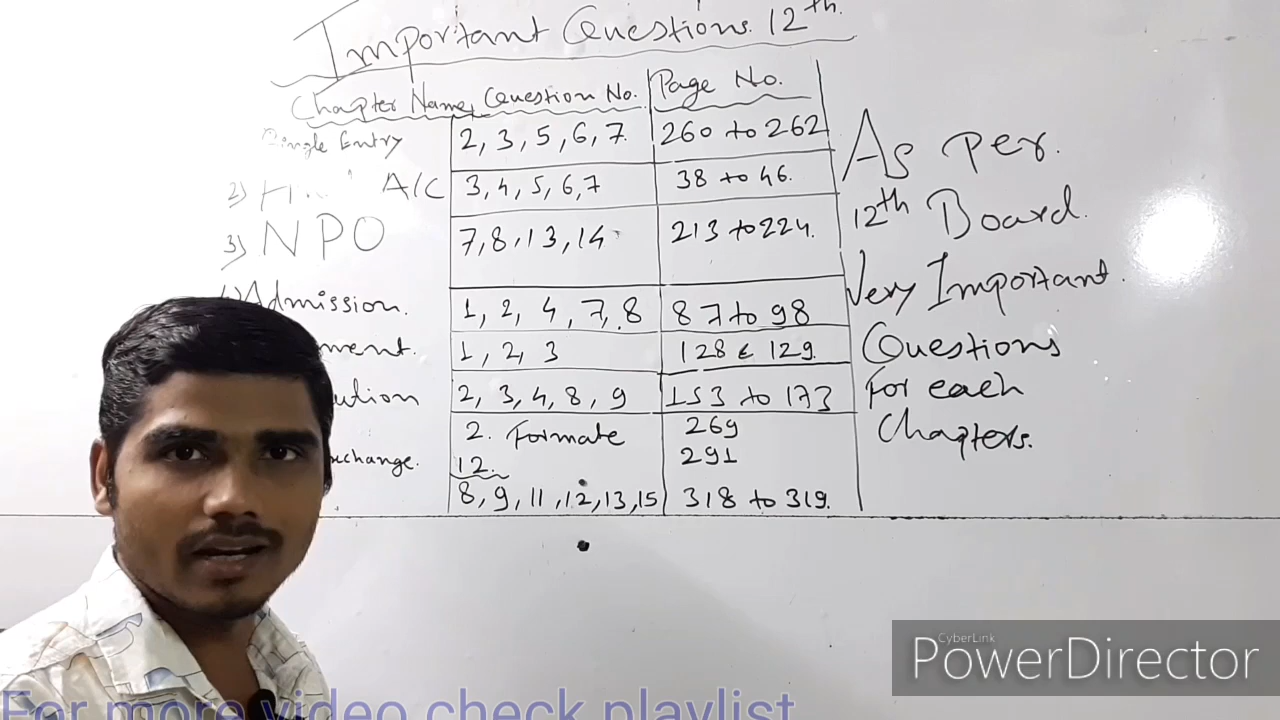 Important Questions 12th.
Chapter Name, Question No. Page No.
Single Entry 2, 3, 5, 6, 7. 260 to 262
2) A/C 3, 4, 5, 6, 7 38 to 46.
3) NPO 7, 8, 13, 14 213 to 224.
Admission. 1, 2, 4, 7, 8 87 to 98
ment. 1, 2, 3 128 & 129.
ution 2, 3, 4, 8, 9 153 to 173
2. Formate 269
xchange. 12. 291
8, 9, 11, 12, 13, 15 318 to 319.
As per.
12th Board.
Very Important.
Questions
For each
Chapters.
CyberLink
PowerDirector
For more video check playlist